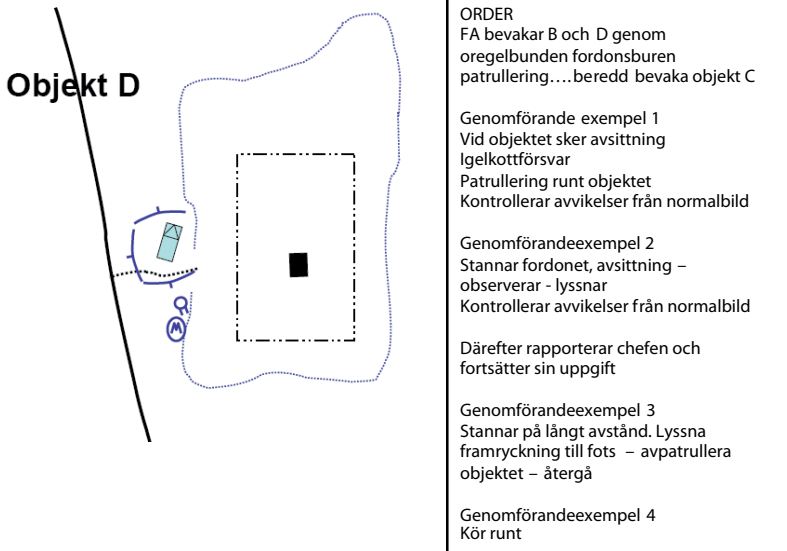 Objekt D
ORDER
FA bevakar B och D genom
oregelbunden fordonsburen
patrullering….beredd bevaka objekt C
Genomförande exempel 1
Vid objektet sker avsittning
Igelkottförsvar
Patrullering runt objektet
Kontrollerar avvikelser från normalbild
Genomförandeexempel 2
Stannar fordonet, avsittning –
observerar - lyssnar
Kontrollerar avvikelser från normalbild
Därefter rapporterar chefen och
fortsätter sin uppgift
Genomförandeexempel 3
Stannar på långt avstånd. Lyssna
framryckning till fots – avpatrullera
objektet – återgå
Genomförandeexempel 4
Kör runt